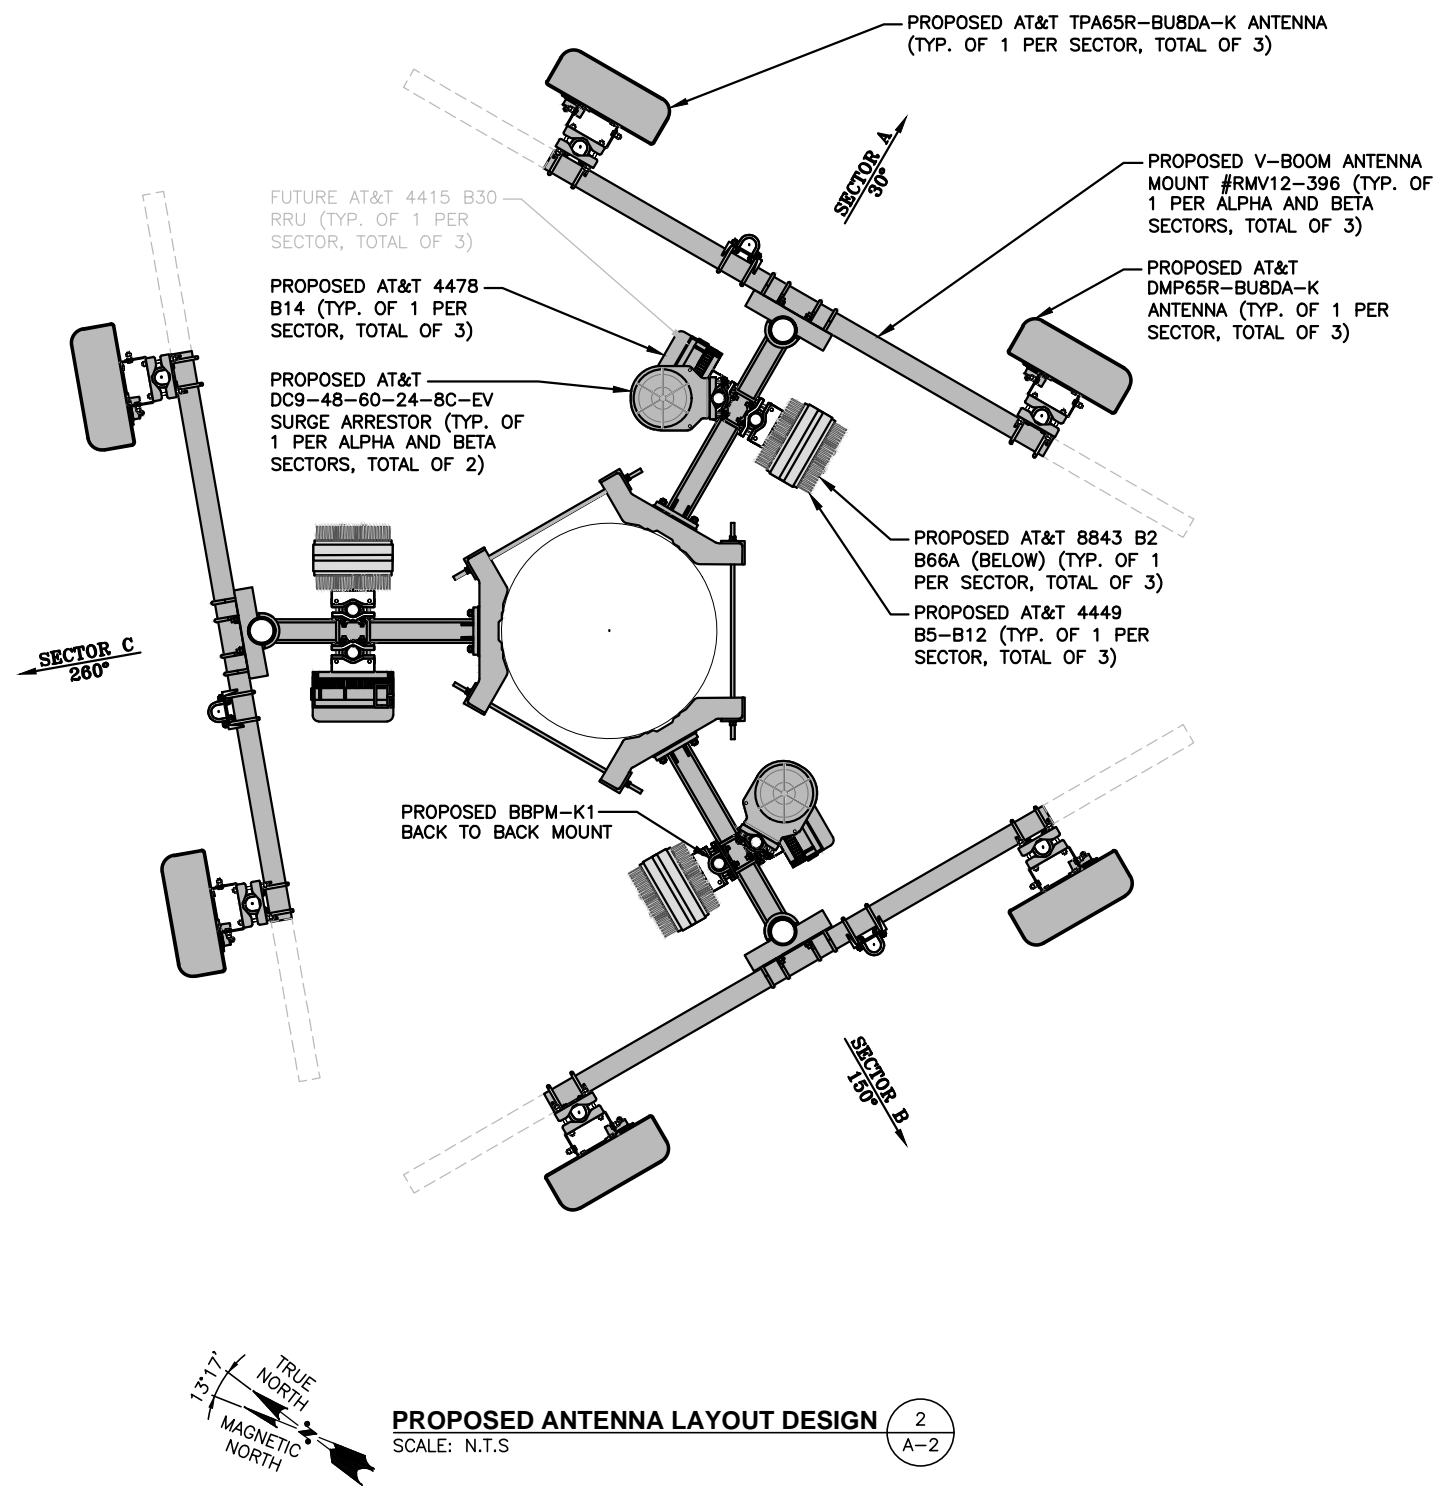 PROPOSED AT&T TPA65R-BU8DA-K ANTENNA
(TYP. OF 1 PER SECTOR, TOTAL OF 3)
SECTOR A
30°
PROPOSED V-BOOM ANTENNA
MOUNT #RMV12-396 (TYP. OF
1 PER ALPHA AND BETA
SECTORS, TOTAL OF 3)
FUTURE AT&T 4415 B30
RRU (TYP. OF 1 PER
SECTOR, TOTAL OF 3)
PROPOSED AT&T
DMP65R-BU8DA-K
ANTENNA (TYP. OF 1 PER
SECTOR, TOTAL OF 3)
PROPOSED AT&T 4478
B14 (TYP. OF 1 PER
SECTOR, TOTAL OF 3)
PROPOSED AT&T
DC9-48-60-24-8C-EV
SURGE ARRESTOR (TYP. OF
1 PER ALPHA AND BETA
SECTORS, TOTAL OF 2)
PROPOSED AT&T 8843 B2
B66A (BELOW) (TYP. OF 1
PER SECTOR, TOTAL OF 3)
PROPOSED AT&T 4449
B5-B12 (TYP. OF 1 PER
SECTOR, TOTAL OF 3)
SECTOR C
260°
PROPOSED BBPM-K1
BACK TO BACK MOUNT
SECTOR B
150°
13°17'
TRUE
NORTH
N
MAGNETIC
NORTH
PROPOSED ANTENNA LAYOUT DESIGN
SCALE: N.T.S
2
A-2